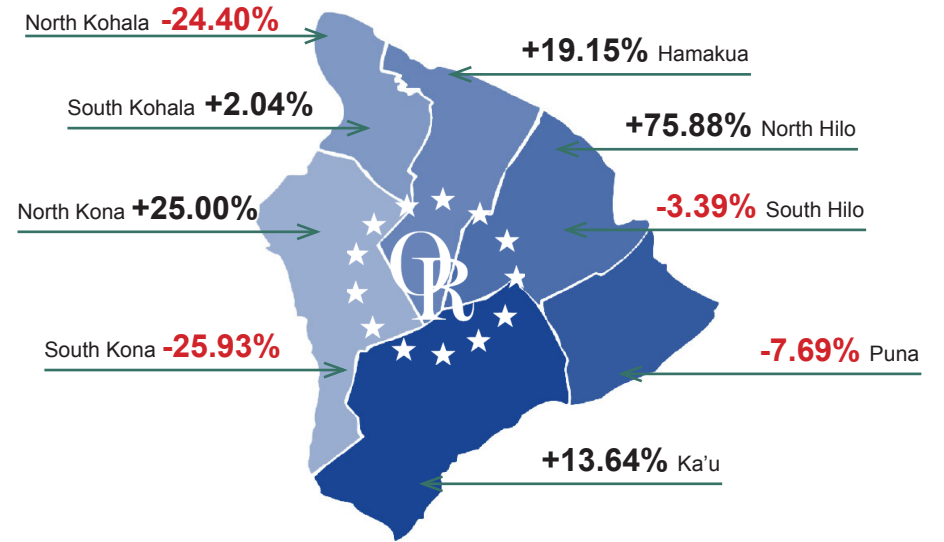 North Kohala -24.40%
+19.15% Hamakua
South Kohala +2.04%
+75.88% North Hilo
North Kona +25.00%
-3.39% South Hilo
OR
South Kona -25.93%
-7.69% Puna
+13.64% Ka’u